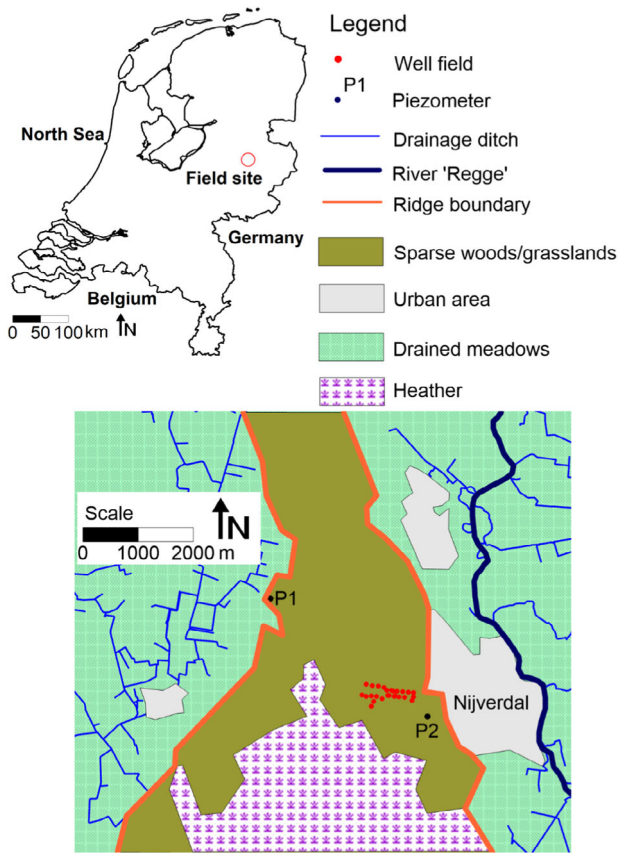 Legend
Well field
P1
Piezometer
Drainage ditch
River 'Regge'
Ridge boundary
Sparse woods/grasslands
Urban area
Drained meadows
Heather
North Sea
Field site
Germany
Belgium
0 50 100 km N
Scale
0 1000 2000 m
N
P1
Nijverdal
P2